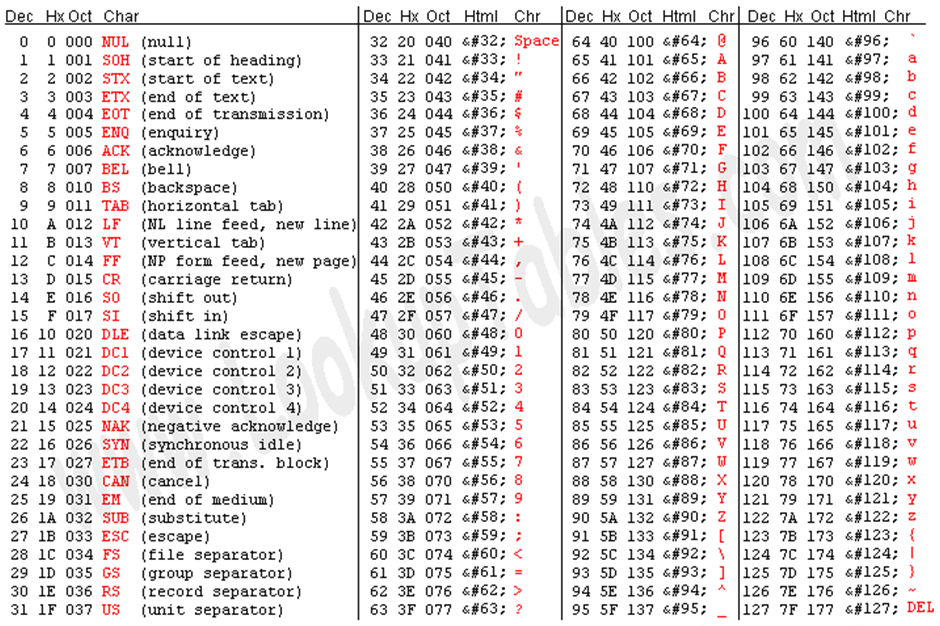 Dec Hx Oct Char Dec Hx Oct Html Chr Dec Hx Oct Html Chr Dec Hx Oct Html Chr
0 0 000 NUL (null) 32 20 040 &#32; Space 64 40 100 &#64; @ 96 60 140 &#96; `
1 1 001 SOH (start of heading) 33 21 041 &#33; ! 65 41 101 &#65; A 97 61 141 &#97; a
2 2 002 STX (start of text) 34 22 042 &#34; " 66 42 102 &#66; B 98 62 142 &#98; b
3 3 003 ETX (end of text) 35 23 043 &#35; # 67 43 103 &#67; C 99 63 143 &#99; c
4 4 004 EOT (end of transmission) 36 24 044 &#36; $ 68 44 104 &#68; D 100 64 144 &#100; d
5 5 005 ENQ (enquiry) 37 25 045 &#37; % 69 45 105 &#69; E 101 65 145 &#101; e
6 6 006 ACK (acknowledge) 38 26 046 &#38; & 70 46 106 &#70; F 102 66 146 &#102; f
7 7 007 BEL (bell) 39 27 047 &#39; ' 71 47 107 &#71; G 103 67 147 &#103; g
8 8 010 BS (backspace) 40 28 050 &#40; ( 72 48 110 &#72; H 104 68 150 &#104; h
9 9 011 TAB (horizontal tab) 41 29 051 &#41; ) 73 49 111 &#73; I 105 69 151 &#105; i
10 A 012 LF (NL line feed, new line) 42 2A 052 &#42; * 74 4A 112 &#74; J 106 6A 152 &#106; j
11 B 013 VT (vertical tab) 43 2B 053 &#43; + 75 4B 113 &#75; K 107 6B 153 &#107; k
12 C 014 FF (NP form feed, new page) 44 2C 054 &#44; , 76 4C 114 &#76; L 108 6C 154 &#108; l
13 D 015 CR (carriage return) 45 2D 055 &#45; - 77 4D 115 &#77; M 109 6D 155 &#109; m
14 E 016 SO (shift out) 46 2E 056 &#46; . 78 4E 116 &#78; N 110 6E 156 &#110; n
15 F 017 SI (shift in) 47 2F 057 &#47; / 79 4F 117 &#79; O 111 6F 157 &#111; o
16 10 020 DLE (data link escape) 48 30 060 &#48; 0 80 50 120 &#80; P 112 70 160 &#112; p
17 11 021 DC1 (device control 1) 49 31 061 &#49; 1 81 51 121 &#81; Q 113 71 161 &#113; q
18 12 022 DC2 (device control 2) 50 32 062 &#50; 2 82 52 122 &#82; R 114 72 162 &#114; r
19 13 023 DC3 (device control 3) 51 33 063 &#51; 3 83 53 123 &#83; S 115 73 163 &#115; s
20 14 024 DC4 (device control 4) 52 34 064 &#52; 4 84 54 124 &#84; T 116 74 164 &#116; t
21 15 025 NAK (negative acknowledge) 53 35 065 &#53; 5 85 55 125 &#85; U 117 75 165 &#117; u
22 16 026 SYN (synchronous idle) 54 36 066 &#54; 6 86 56 126 &#86; V 118 76 166 &#118; v
23 17 027 ETB (end of trans. block) 55 37 067 &#55; 7 87 57 127 &#87; W 119 77 167 &#119; w
24 18 030 CAN (cancel) 56 38 070 &#56; 8 88 58 130 &#88; X 120 78 170 &#120; x
25 19 031 EM (end of medium) 57 39 071 &#57; 9 89 59 131 &#89; Y 121 79 171 &#121; y
26 1A 032 SUB (substitute) 58 3A 072 &#58; : 90 5A 132 &#90; Z 122 7A 172 &#122; z
27 1B 033 ESC (escape) 59 3B 073 &#59; ; 91 5B 133 &#91; [ 123 7B 173 &#123; {
28 1C 034 FS (file separator) 60 3C 074 &#60; < 92 5C 134 &#92; \ 124 7C 174 &#124; |
29 1D 035 GS (group separator) 61 3D 075 &#61; = 93 5D 135 &#93; ] 125 7D 175 &#125; }
30 1E 036 RS (record separator) 62 3E 076 &#62; > 94 5E 136 &#94; ^ 126 7E 176 &#126; ~
31 1F 037 US (unit separator) 63 3F 077 &#63; ? 95 5F 137 &#95; _ 127 7F 177 &#127; DEL
www.LookupTables.com